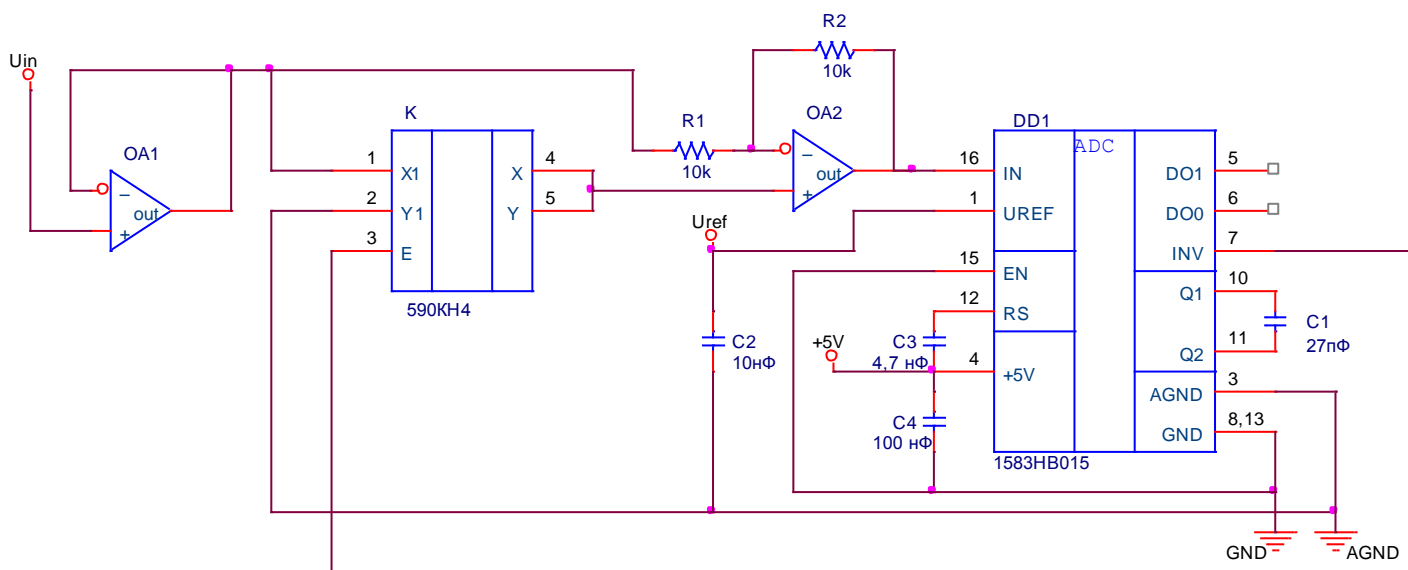 R2
10k
Uin
K
R1
10k
OA2
DD1
OA1
ADC
1
X1
X
4
16
IN
DO1
5
2
Y1
Y
5
1
UREF
DO0
6
3
E
Uref
15
EN
INV
7
out
+
−
out
+
−
590КН4
12
RS
Q1
10
C2
10нФ
+5V
C3
4,7 нФ
4
+5V
Q2
11
C1
27пФ
C4
100 нФ
AGND
3
GND
8,13
1583НВ015
GND
AGND